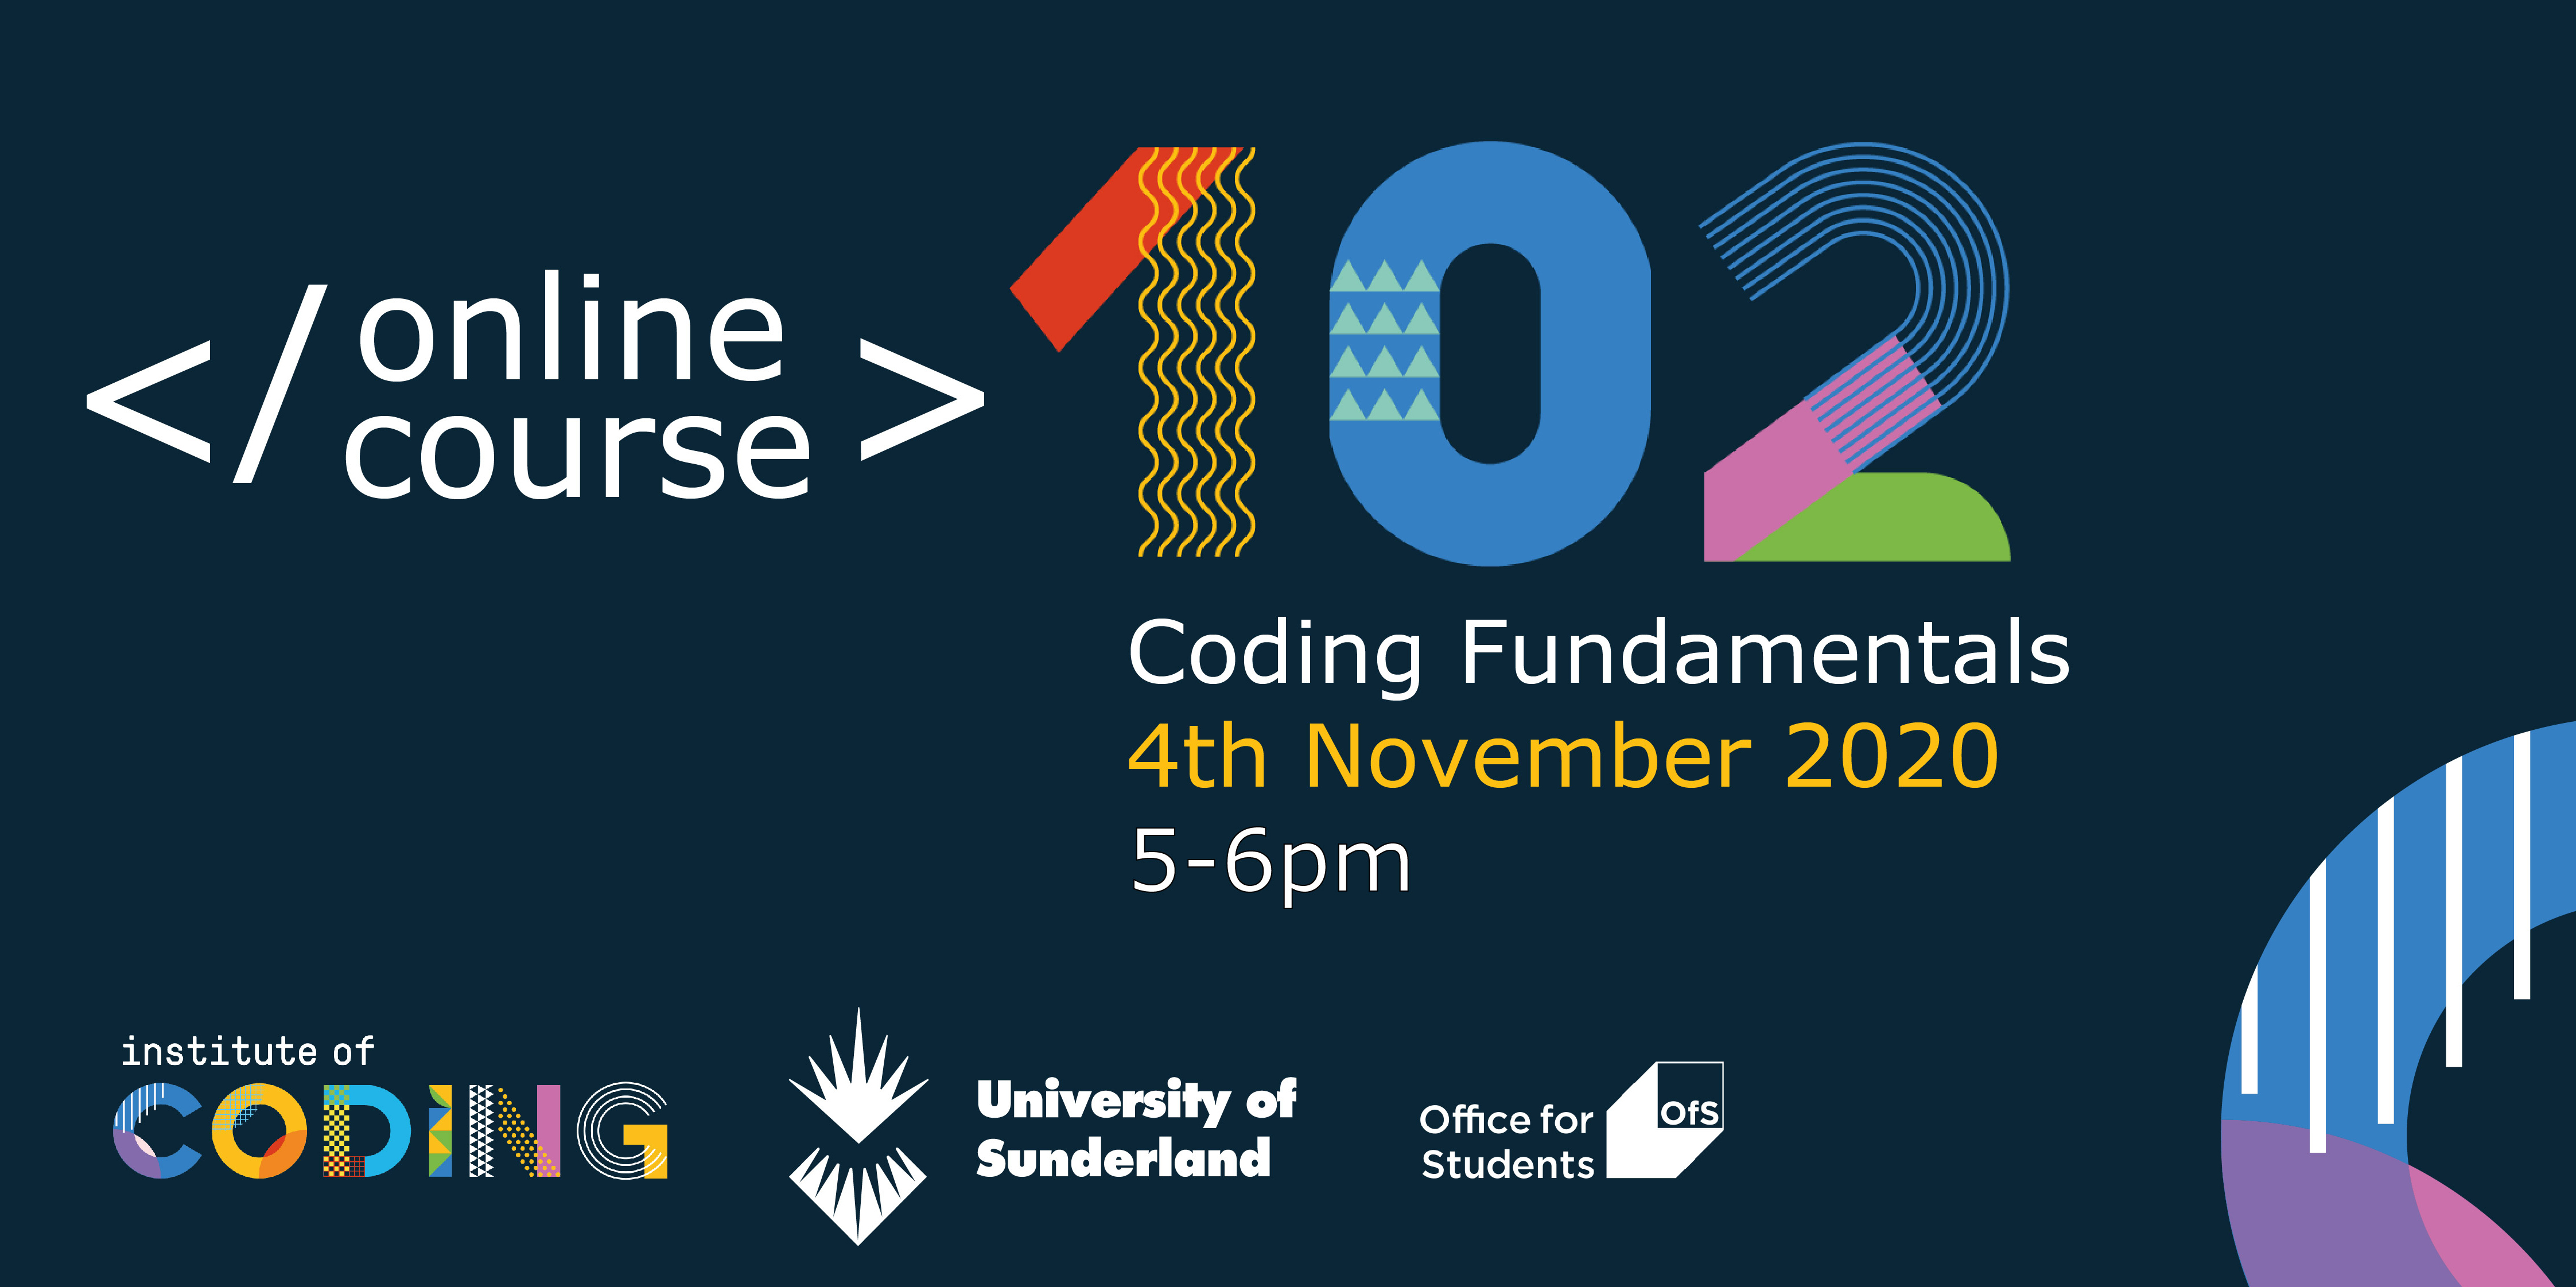 </ online
course >
102
Coding Fundamentals
4th November 2020
5-6pm
institute of
CODING
University of
Sunderland
Office for
Students
OfS